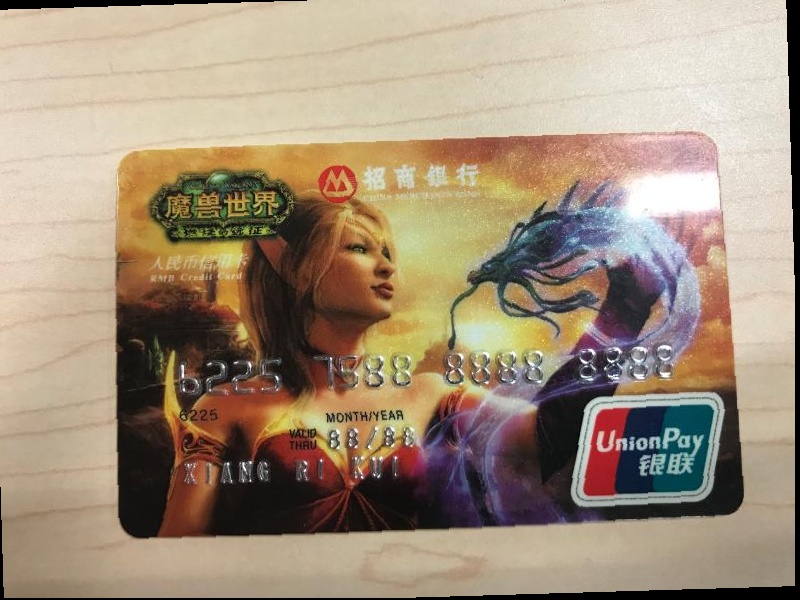 招商银行
魔兽世界
人民币信用卡
RMB Credit Card
6225 7588 8888 8888
6225
MONTH/YEAR
VALID THRU 88/88
XIANG RI KUI
UnionPay
银联